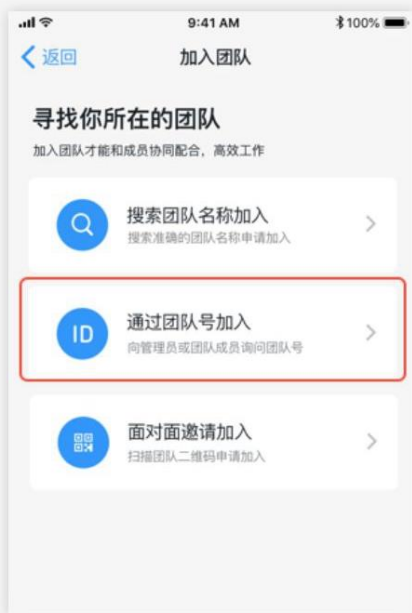 9:41 AM
100%
返回
加入团队
寻找你所在的团队
加入团队才能和成员协同配合，高效工作
搜索团队名称加入
搜索准确的团队名称申请加入
ID
通过团队号加入
向管理员或团队成员询问团队号
面对面邀请加入
扫描团队二维码申请加入